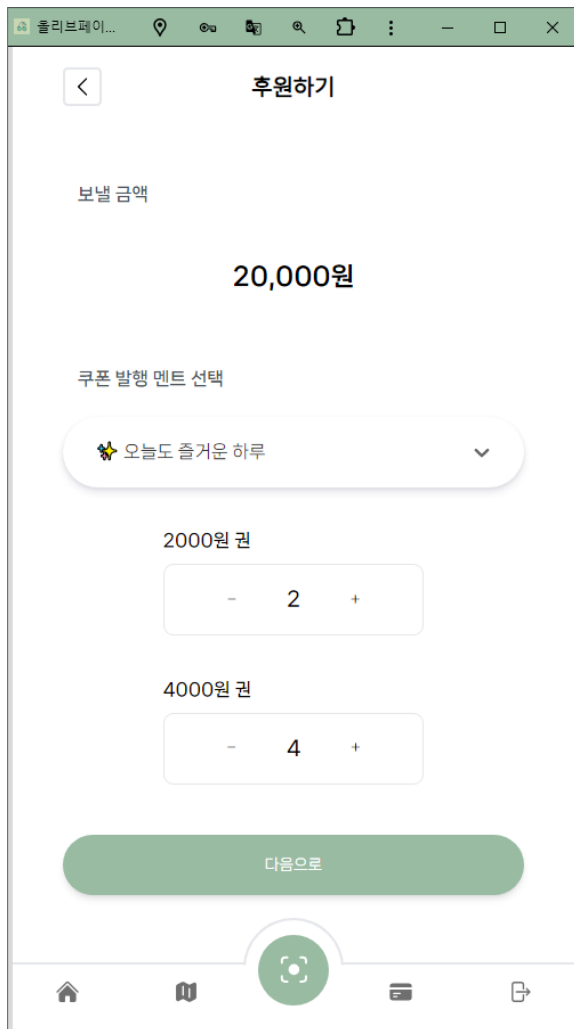 올리브페이...
후원하기
보낼 금액
20,000원
쿠폰 발행 멘트 선택
✨ 오늘도 즐거운 하루
2000원 권
- 2 +
4000원 권
- 4 +
다음으로